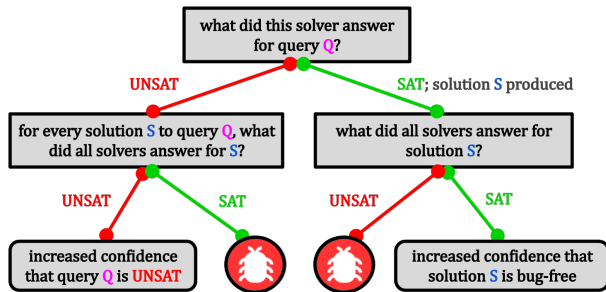 what did this solver answer
for query Q?
UNSAT
SAT; solution S produced
for every solution S to query Q, what
did all solvers answer for S?
what did all solvers answer for
solution S?
UNSAT
SAT
UNSAT
SAT
increased confidence
that query Q is UNSAT
increased confidence that
solution S is bug-free